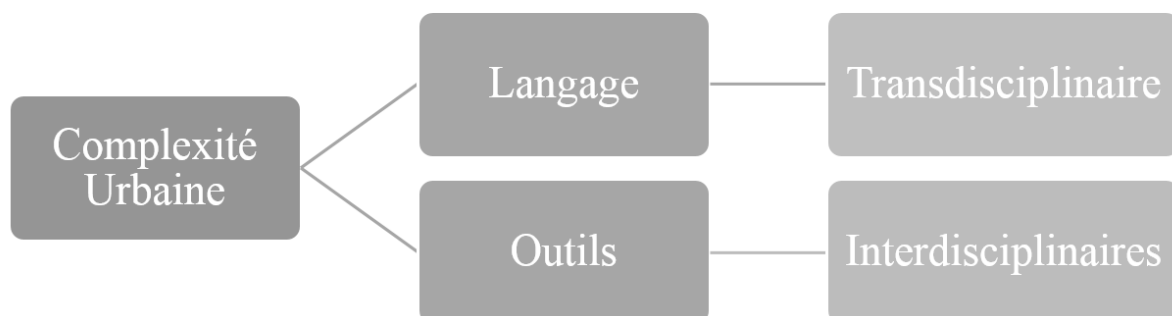 Complexité
Urbaine
Langage
Transdisciplinaire
Outils
Interdisciplinaires